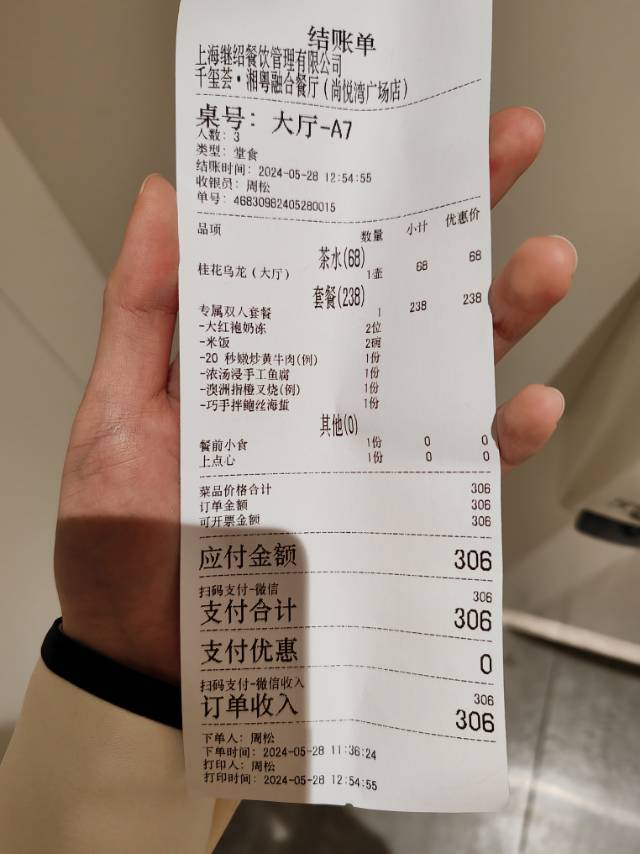 结账单
上海继绍餐饮管理有限公司
千玺荟·湘粤融合餐厅(尚悦湾广场店)
桌号: 大厅-A7
人数: 3
类型: 堂食
结账时间: 2024-05-28 12:54:55
收银员: 周松
单号: 46830982405280015
品项 数量 小计 优惠价
茶水(68)
桂花乌龙(大厅) 1壶 68 68
套餐(238)
专属双人套餐 1 238 238
-大红袍奶冻 2位
-米饭 2碗
-20 秒嫩炒黄牛肉(例) 1份
-浓汤浸手工鱼腐 1份
-澳洲指橙叉烧(例) 1份
-巧手拌鲍丝海蜇 1份
其他(0)
餐前小食 1份 0 0
上点心 1份 0 0
菜品价格合计 306
订单金额 306
可开票金额 306
应付金额 306
扫码支付-微信 306
支付合计 306
支付优惠 0
扫码支付-微信收入 306
订单收入 306
下单人: 周松
下单时间: 2024-05-28 11:36:24
打印人: 周松
打印时间: 2024-05-28 12:54:55